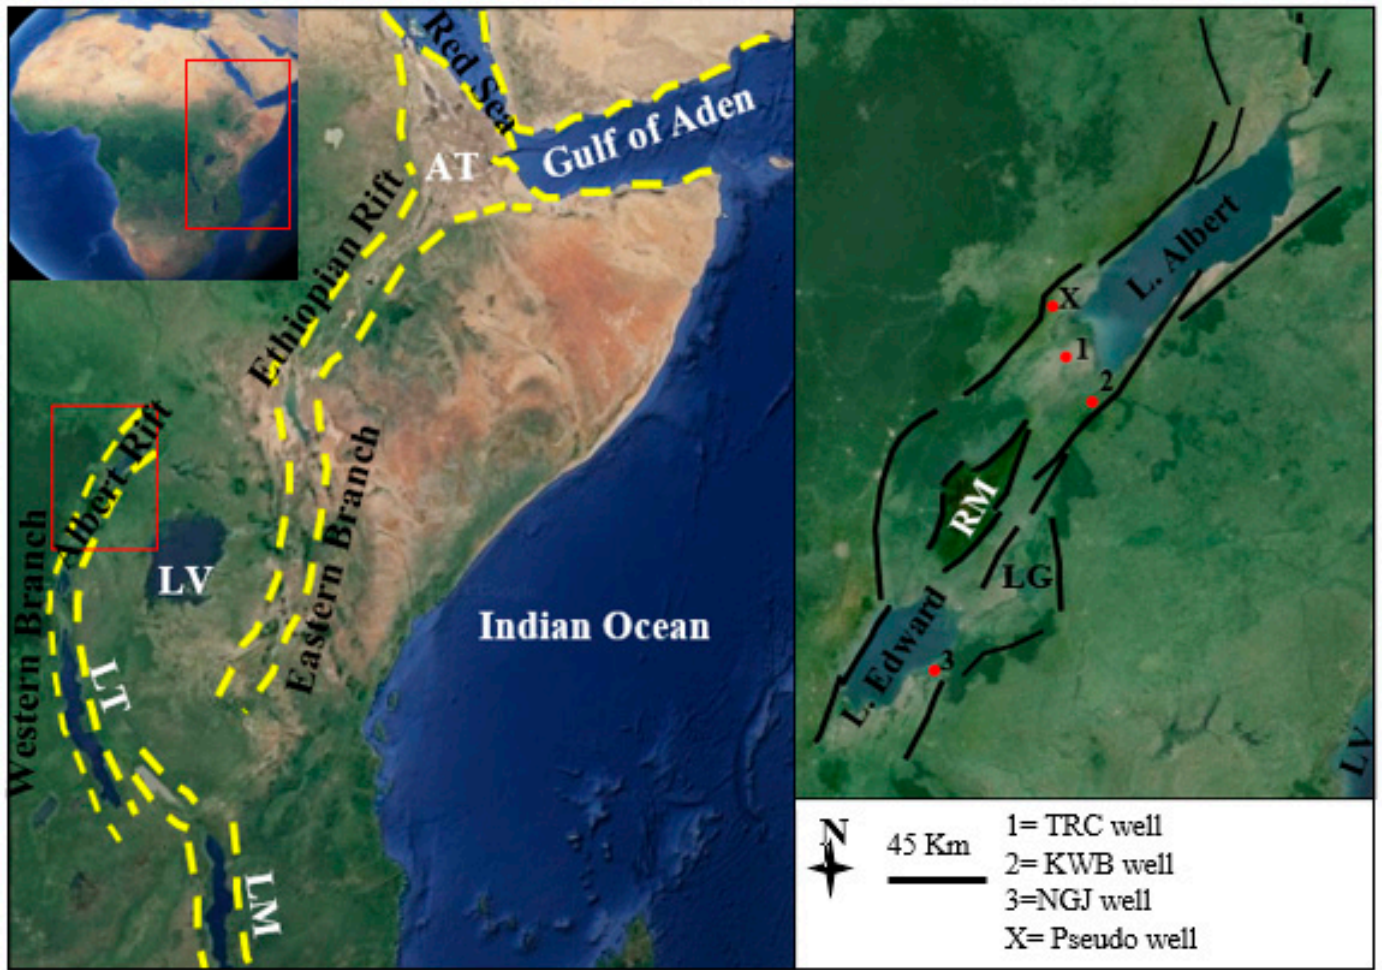 Red Sea
Gulf of Aden
AT
Ethiopian Rift
Albert Rift
Western Branch
LV
Eastern Branch
Indian Ocean
LT
LM
L. Albert
X
1
2
RM
LG
L. Edward
3
LV
N
45 Km
1= TRC well
2= KWB well
3=NGJ well
X= Pseudo well